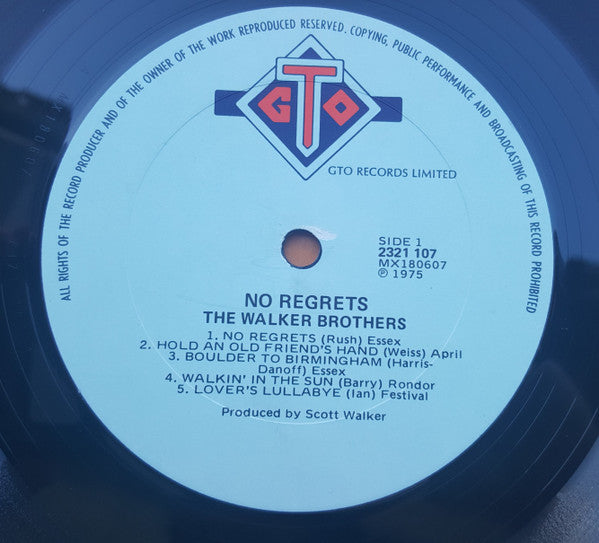 ALL RIGHTS OF THE RECORD PRODUCER AND OF THE OWNER OF THE WORK REPRODUCED RESERVED. COPYING, PUBLIC PERFORMANCE AND BROADCASTING OF THIS RECORD PROHIBITED
GTO
GTO RECORDS LIMITED
SIDE 1
2321 107
MX180607
℗ 1975
NO REGRETS
THE WALKER BROTHERS
1. NO REGRETS (Rush) Essex
2. HOLD AN OLD FRIEND'S HAND (Weiss) April
3. BOULDER TO BIRMINGHAM (Harris-
Danoff) Essex
4. WALKIN' IN THE SUN (Barry) Rondor
5. LOVER'S LULLABYE (Ian) Festival
Produced by Scott Walker
MX180607